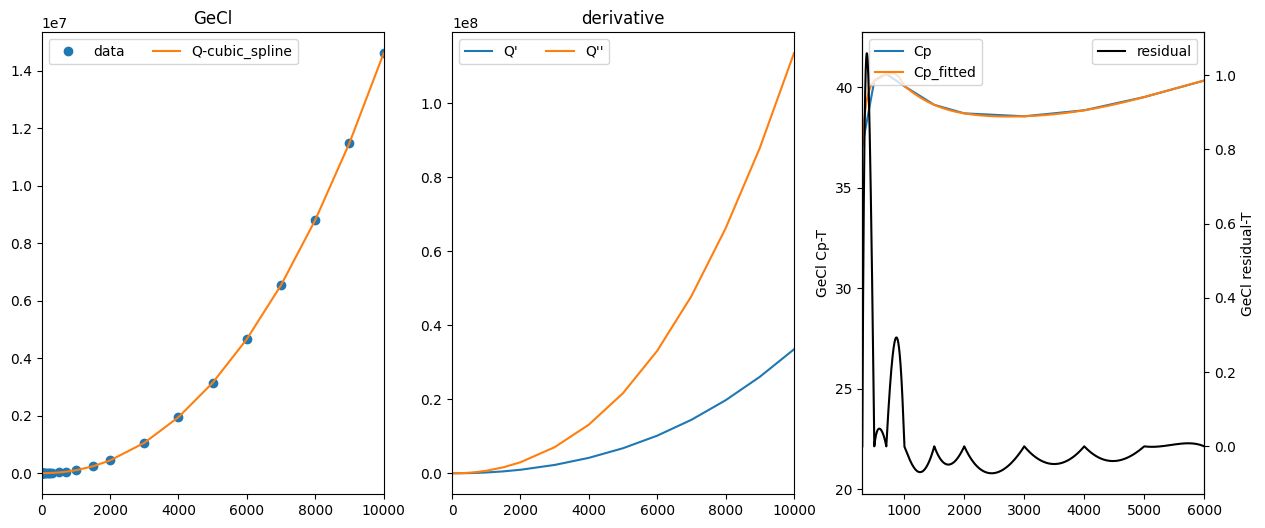 GeCl
1e7
data
Q-cubic_spline
1.4
1.2
1.0
0.8
0.6
0.4
0.2
0.0
0 2000 4000 6000 8000 10000
derivative
1e8
Q'
Q''
1.0
0.8
0.6
0.4
0.2
0.0
0 2000 4000 6000 8000 10000
Cp
Cp_fitted
residual
GeCl Cp-T
40
35
30
25
20
1000 2000 3000 4000 5000 6000
1.0
0.8
0.6
0.4
0.2
0.0
GeCl residual-T